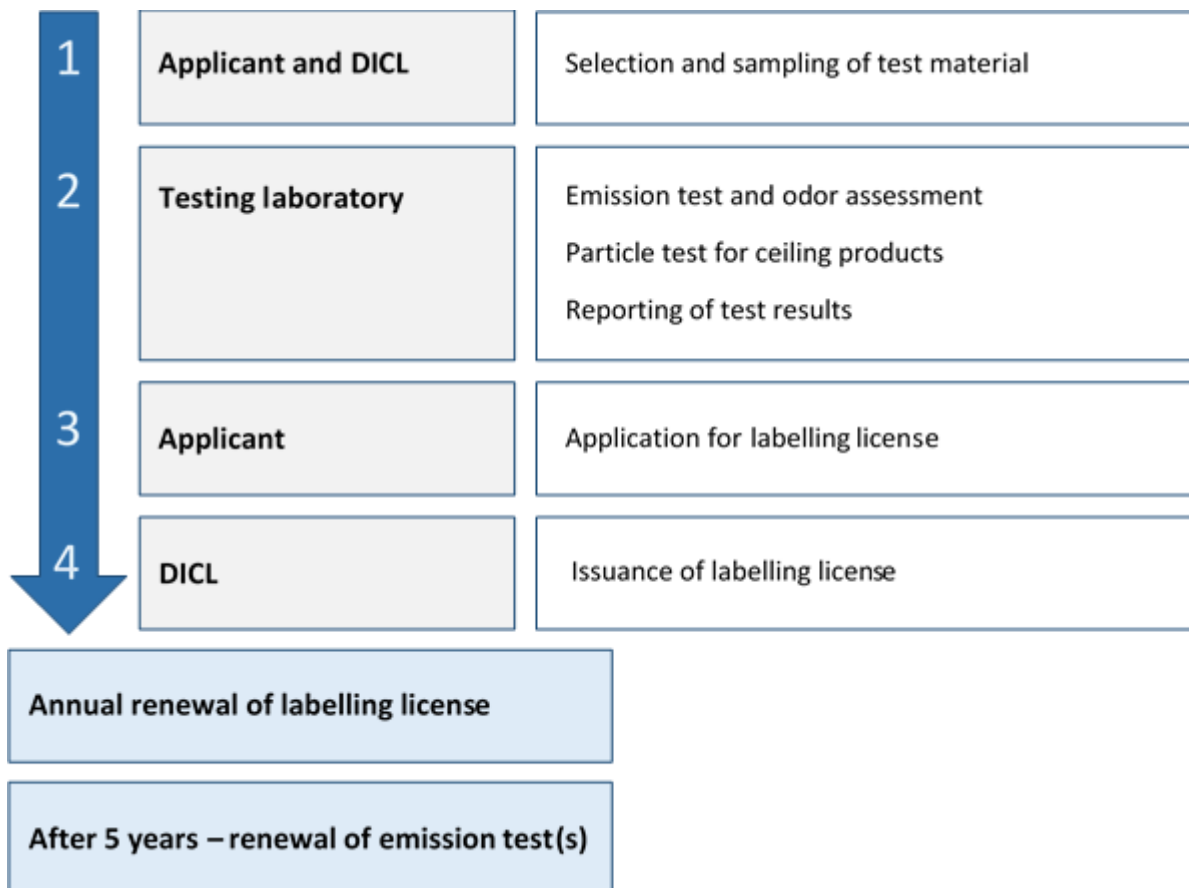 1
Applicant and DICL
Selection and sampling of test material
2
Testing laboratory
Emission test and odor assessment
Particle test for ceiling products
Reporting of test results
3
Applicant
Application for labelling license
4
DICL
Issuance of labelling license
Annual renewal of labelling license
After 5 years – renewal of emission test(s)